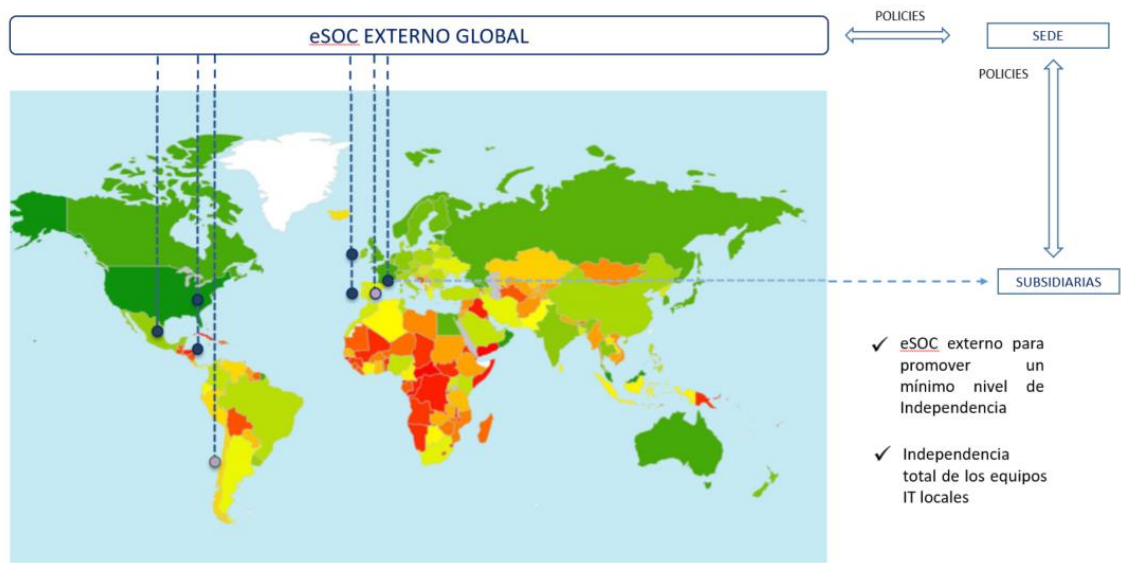 eSOC EXTERNO GLOBAL
POLICIES
SEDE
POLICIES
SUBSIDIARIAS
✓ eSOC externo para
promover un
mínimo nivel de
Independencia
✓ Independencia
total de los equipos
IT locales